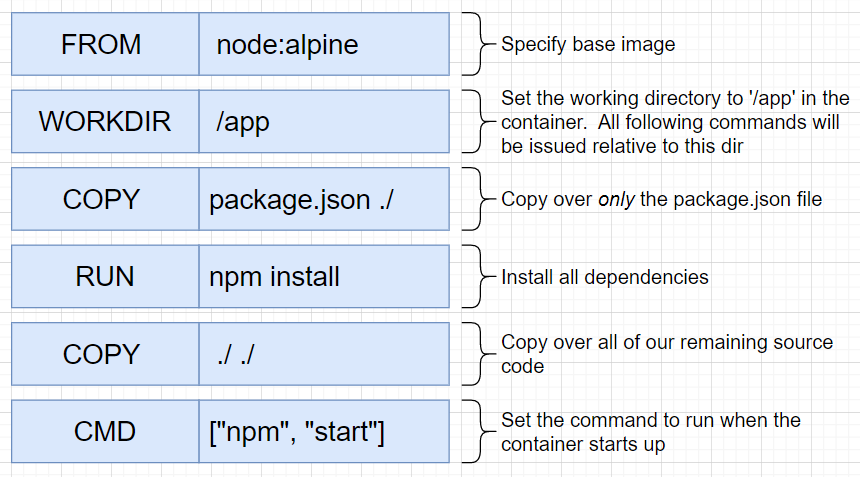 FROM node:alpine
Specify base image
WORKDIR /app
Set the working directory to '/app' in the
container. All following commands will
be issued relative to this dir
COPY package.json ./
Copy over only the package.json file
RUN npm install
Install all dependencies
COPY ./ ./
Copy over all of our remaining source
code
CMD ["npm", "start"]
Set the command to run when the
container starts up